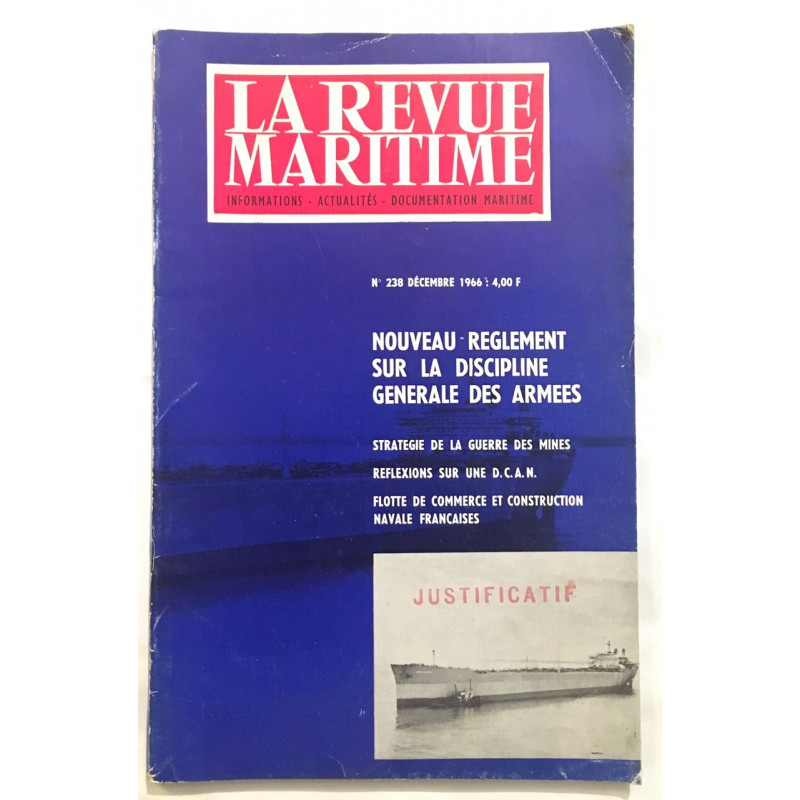 LA REVUE
MARITIME
INFORMATIONS - ACTUALITÉS - DOCUMENTATION MARITIME
N° 238 DÉCEMBRE 1966 : 4,00 F
NOUVEAU REGLEMENT
SUR LA DISCIPLINE
GENERALE DES ARMEES
STRATEGIE DE LA GUERRE DES MINES
REFLEXIONS SUR UNE D.C.A.N.
FLOTTE DE COMMERCE ET CONSTRUCTION
NAVALE FRANCAISES
JUSTIFICATIF